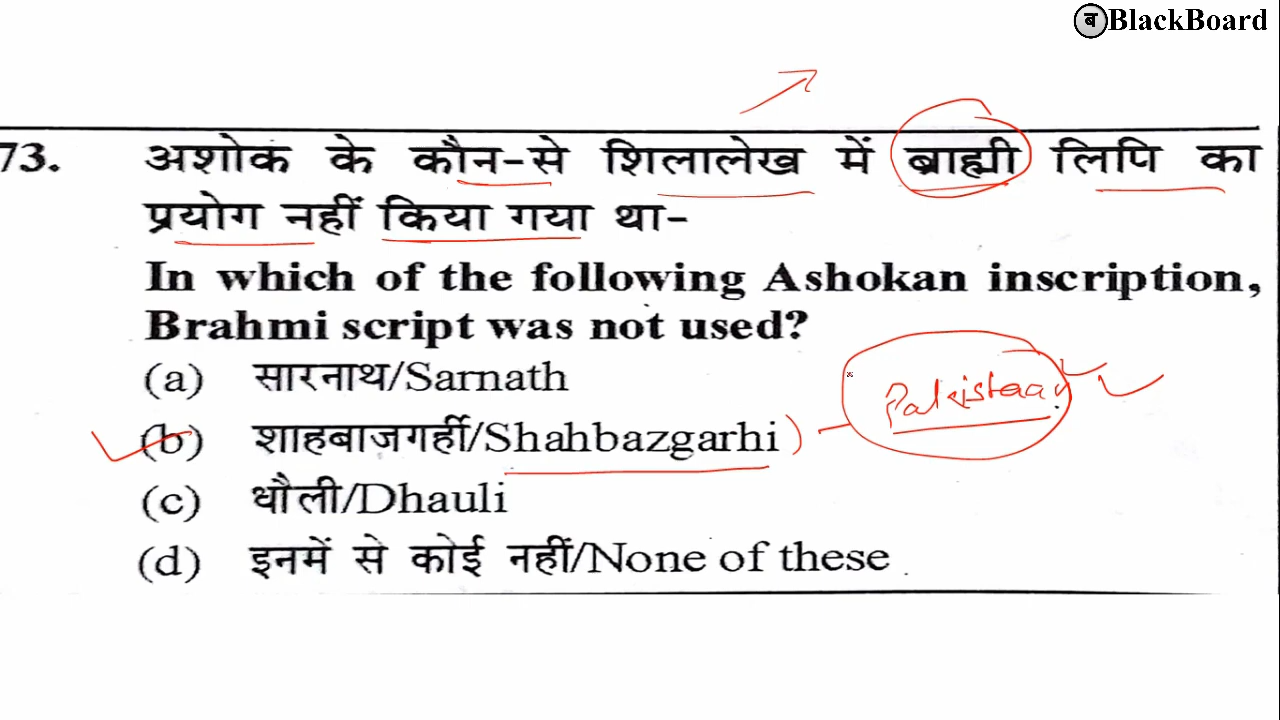 ब BlackBoard
73. अशोक के कौन-से शिलालेख में ब्राह्मी लिपि का
प्रयोग नहीं किया गया था-
In which of the following Ashokan inscription,
Brahmi script was not used?
(a) सारनाथ/Sarnath
(b) शाहबाजगर्ही/Shahbazgarhi
Pakistaan
(c) धौली/Dhauli
(d) इनमें से कोई नहीं/None of these